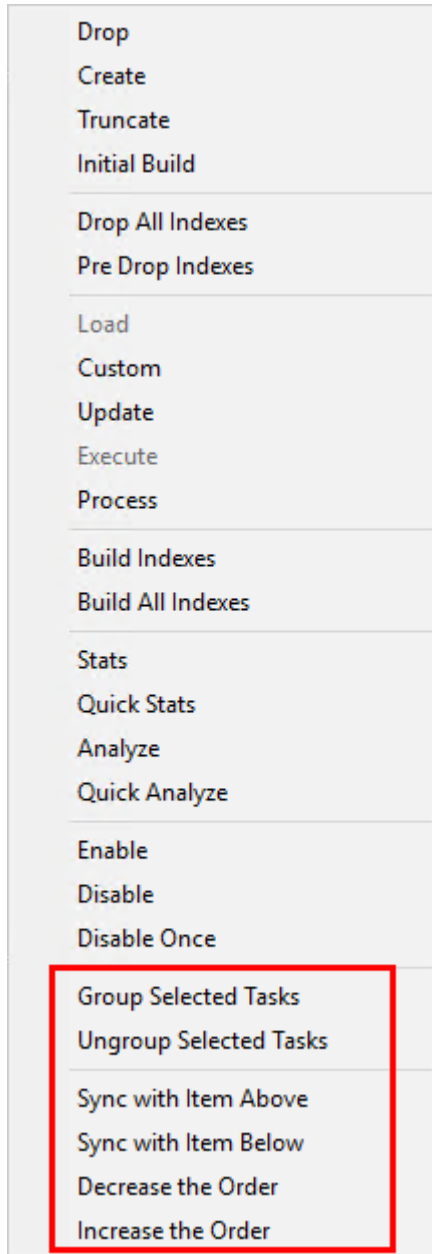 Drop
Create
Truncate
Initial Build
Drop All Indexes
Pre Drop Indexes
Load
Custom
Update
Execute
Process
Build Indexes
Build All Indexes
Stats
Quick Stats
Analyze
Quick Analyze
Enable
Disable
Disable Once
Group Selected Tasks
Ungroup Selected Tasks
Sync with Item Above
Sync with Item Below
Decrease the Order
Increase the Order